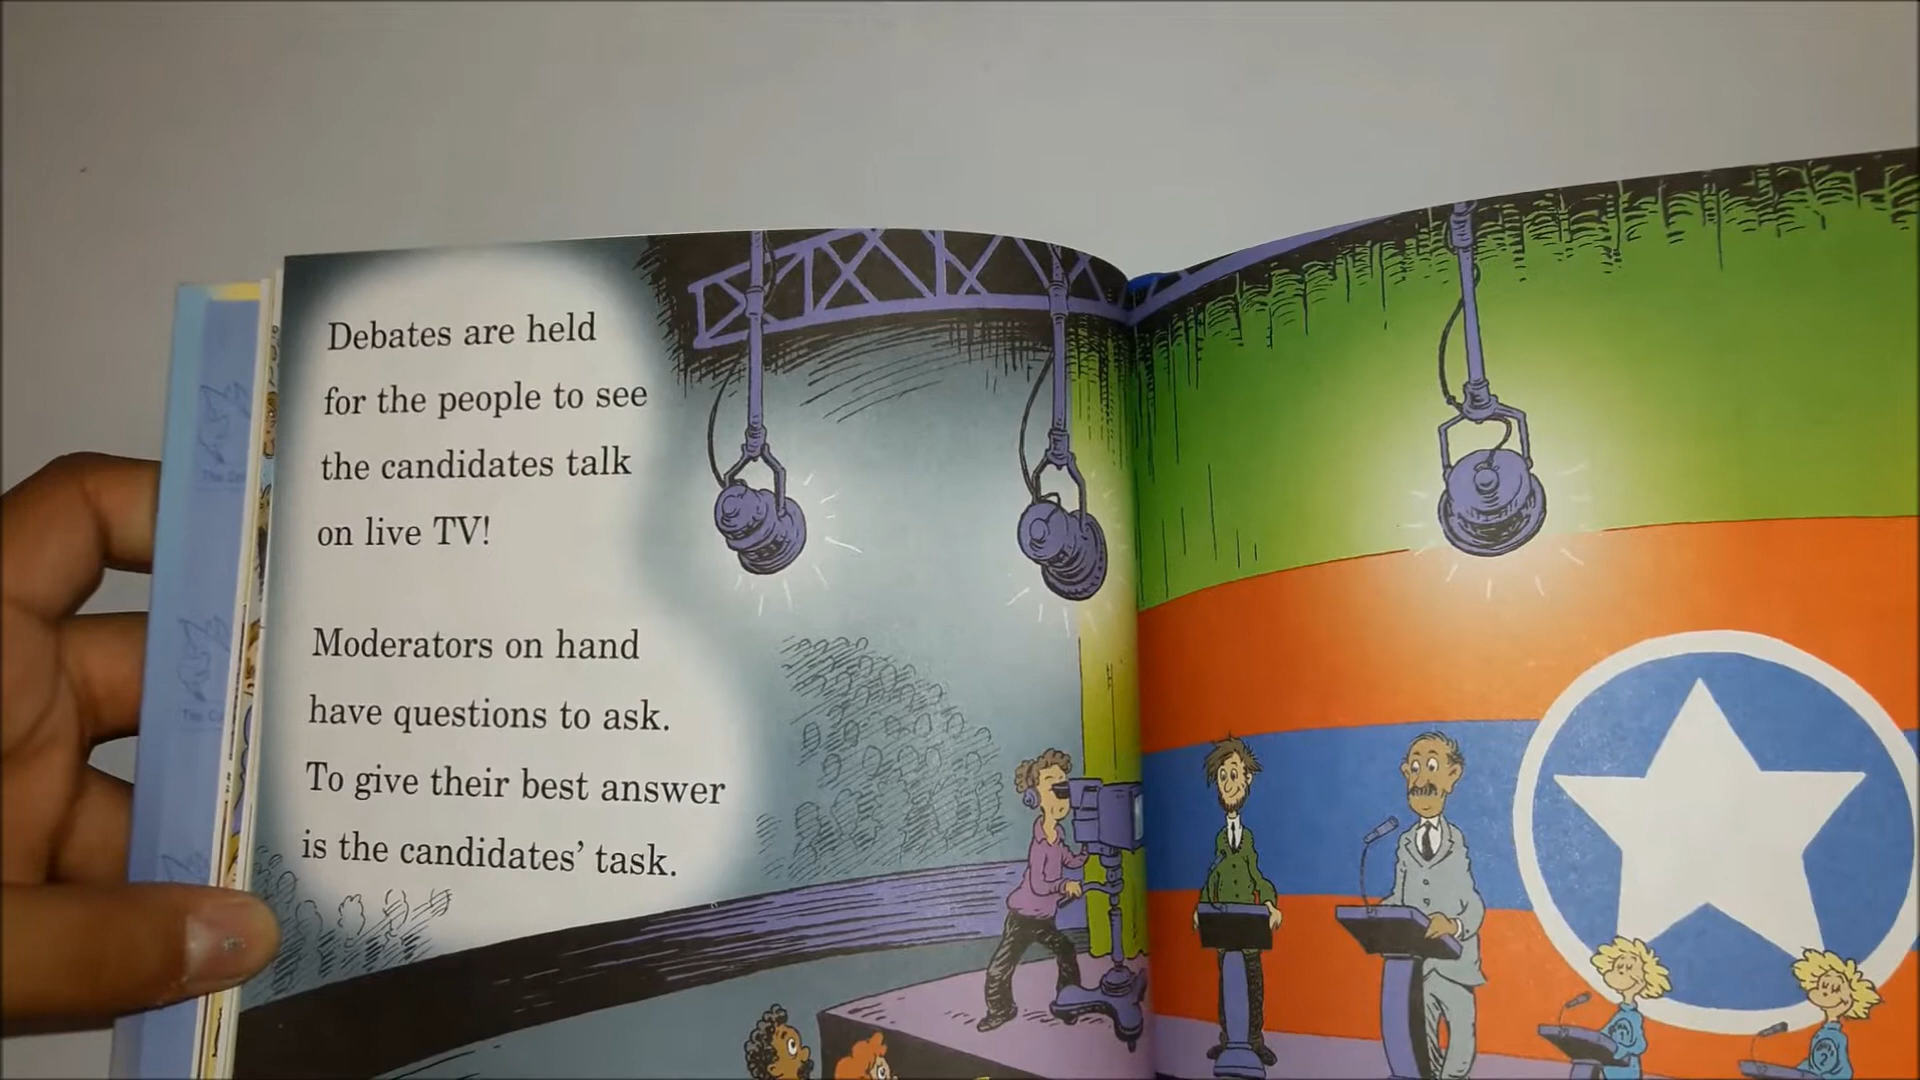 Debates are held
for the people to see
the candidates talk
on live TV!
Moderators on hand
have questions to ask.
To give their best answer
is the candidates' task.